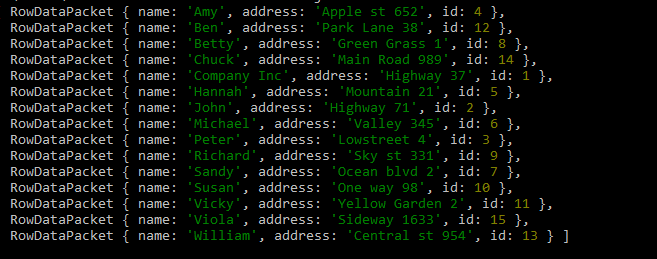 RowDataPacket { name: 'Amy', address: 'Apple st 652', id: 4 },
RowDataPacket { name: 'Ben', address: 'Park Lane 38', id: 12 },
RowDataPacket { name: 'Betty', address: 'Green Grass 1', id: 8 },
RowDataPacket { name: 'Chuck', address: 'Main Road 989', id: 14 },
RowDataPacket { name: 'Company Inc', address: 'Highway 37', id: 1 },
RowDataPacket { name: 'Hannah', address: 'Mountain 21', id: 5 },
RowDataPacket { name: 'John', address: 'Highway 71', id: 2 },
RowDataPacket { name: 'Michael', address: 'Valley 345', id: 6 },
RowDataPacket { name: 'Peter', address: 'Lowstreet 4', id: 3 },
RowDataPacket { name: 'Richard', address: 'Sky st 331', id: 9 },
RowDataPacket { name: 'Sandy', address: 'Ocean blvd 2', id: 7 },
RowDataPacket { name: 'Susan', address: 'One way 98', id: 10 },
RowDataPacket { name: 'Vicky', address: 'Yellow Garden 2', id: 11 },
RowDataPacket { name: 'Viola', address: 'Sideway 1633', id: 15 },
RowDataPacket { name: 'William', address: 'Central st 954', id: 13 } ]